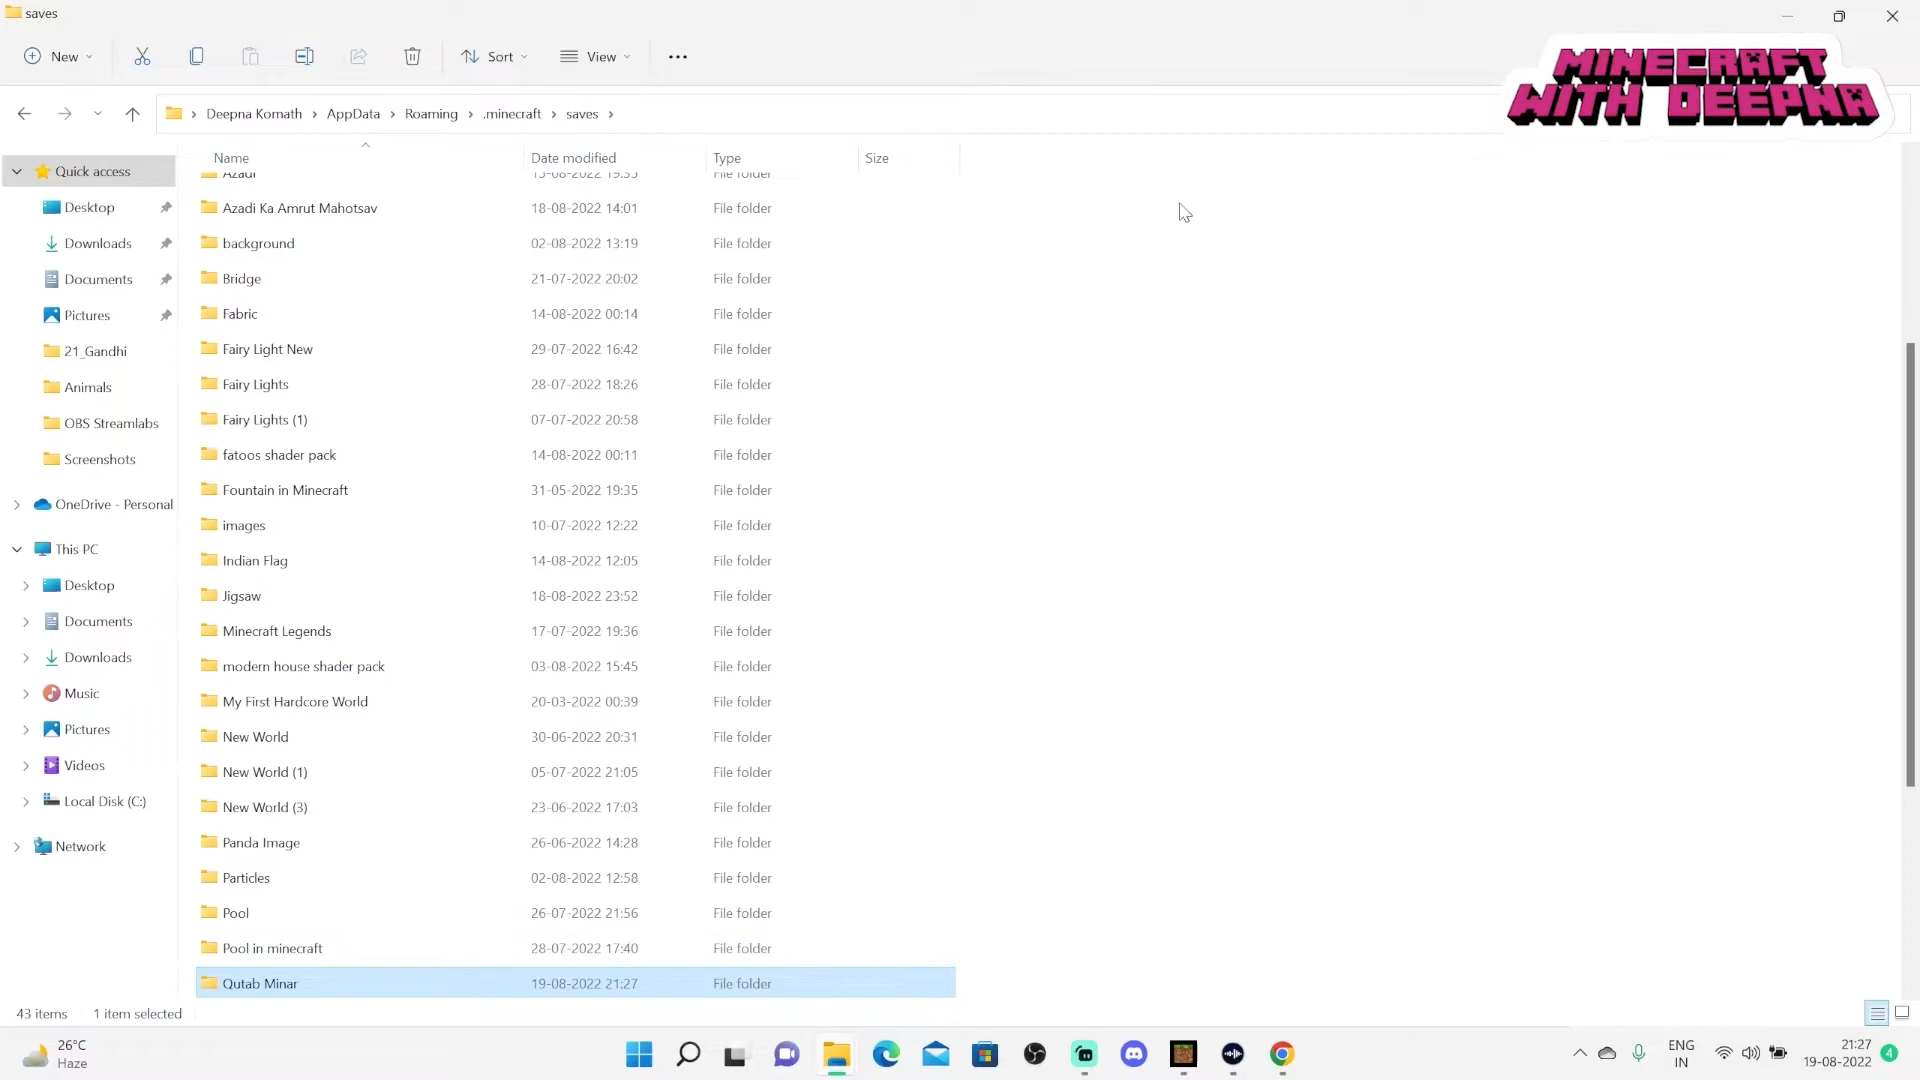 saves
New
Sort
View
MINECRAFT
WITH DEEPNA
Deepna Komath > AppData > Roaming > .minecraft > saves >
Name Date modified Type Size
Quick access
Desktop
Downloads
Documents
Pictures
21_Gandhi
Animals
OBS Streamlabs
Screenshots
OneDrive - Personal
This PC
Desktop
Documents
Downloads
Music
Pictures
Videos
Local Disk (C:)
Network
Azadi 15-08-2022 19:35 File folder
Azadi Ka Amrut Mahotsav 18-08-2022 14:01 File folder
background 02-08-2022 13:19 File folder
Bridge 21-07-2022 20:02 File folder
Fabric 14-08-2022 00:14 File folder
Fairy Light New 29-07-2022 16:42 File folder
Fairy Lights 28-07-2022 18:26 File folder
Fairy Lights (1) 07-07-2022 20:58 File folder
fatoos shader pack 14-08-2022 00:11 File folder
Fountain in Minecraft 31-05-2022 19:35 File folder
images 10-07-2022 12:22 File folder
Indian Flag 14-08-2022 12:05 File folder
Jigsaw 18-08-2022 23:52 File folder
Minecraft Legends 17-07-2022 19:36 File folder
modern house shader pack 03-08-2022 15:45 File folder
My First Hardcore World 20-03-2022 00:39 File folder
New World 30-06-2022 20:31 File folder
New World (1) 05-07-2022 21:05 File folder
New World (3) 23-06-2022 17:03 File folder
Panda Image 26-06-2022 14:28 File folder
Particles 02-08-2022 12:58 File folder
Pool 26-07-2022 21:56 File folder
Pool in minecraft 28-07-2022 17:40 File folder
Qutab Minar 19-08-2022 21:27 File folder
43 items 1 item selected
26°C
Haze
ENG
IN
21:27
19-08-2022
4